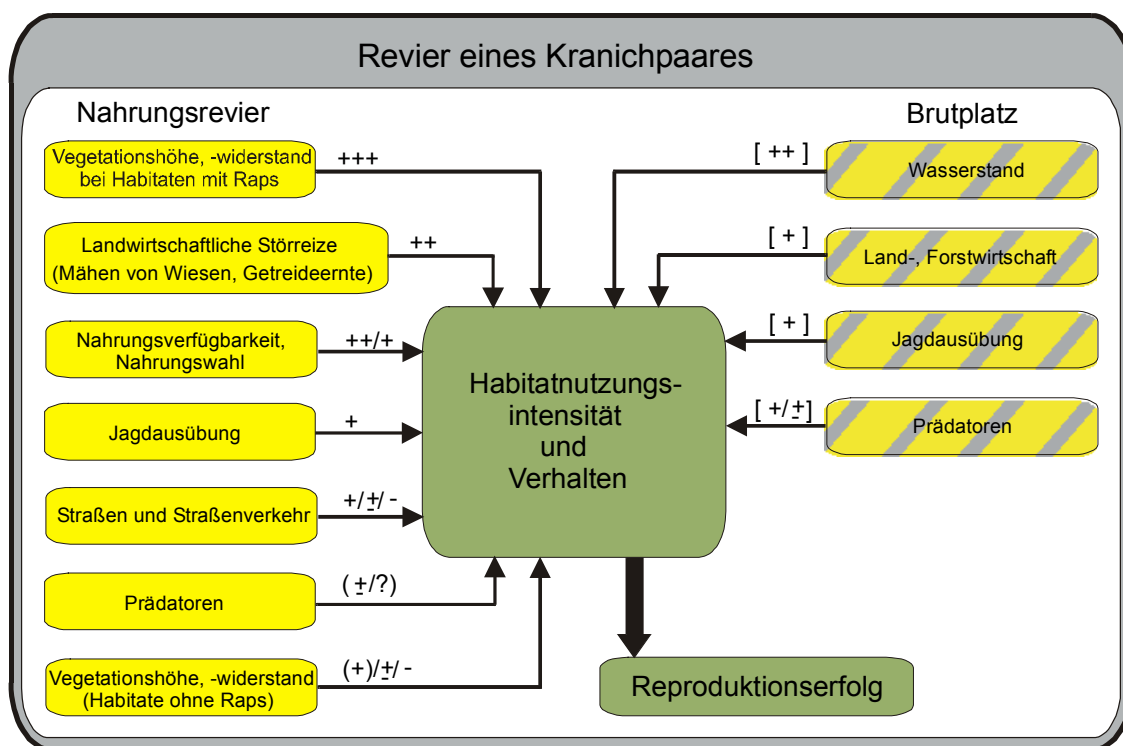 Revier eines Kranichpaares
Nahrungsrevier
Vegetationshöhe, -widerstand
bei Habitaten mit Raps
+++
Landwirtschaftliche Störreize
(Mähen von Wiesen, Getreideernte)
++
Nahrungsverfügbarkeit,
Nahrungswahl
++/+
Jagdausübung
+
Straßen und Straßenverkehr
+/±/-
Prädatoren
(±/?)
Vegetationshöhe, -widerstand
(Habitate ohne Raps)
(+)/±/-
Habitatnutzungs-
intensität
und
Verhalten
Reproduktionserfolg
Brutplatz
[ ++ ]
Wasserstand
[ + ]
Land-, Forstwirtschaft
[ + ]
Jagdausübung
[ +/±]
Prädatoren